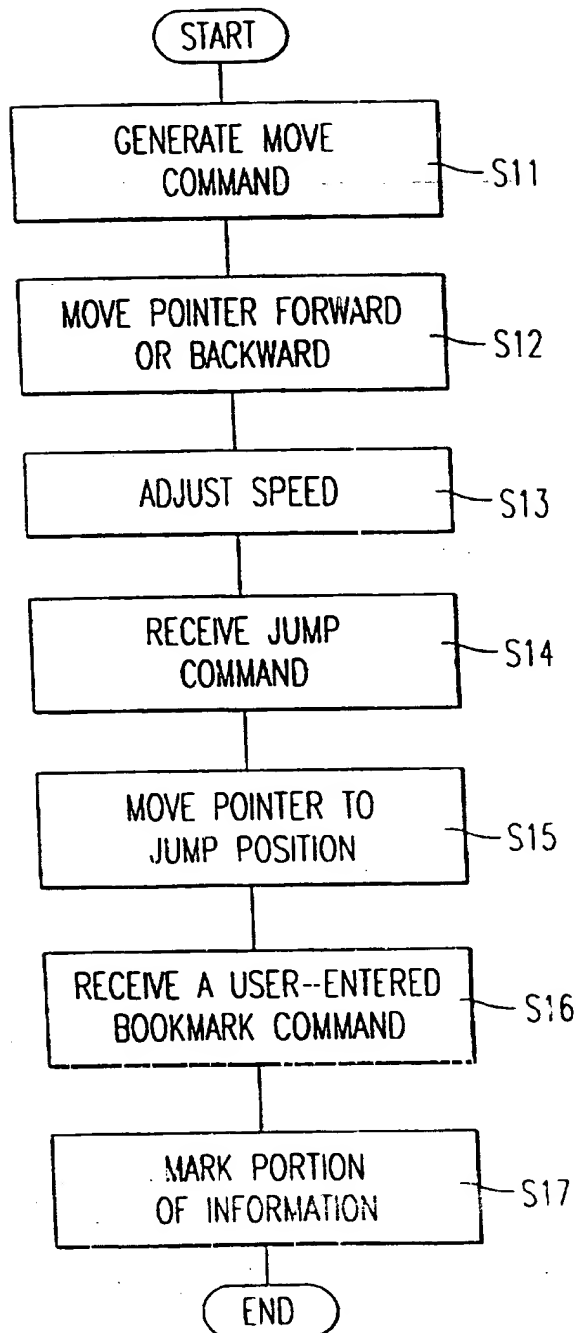 START
GENERATE MOVE
COMMAND
S11
MOVE POINTER FORWARD
OR BACKWARD
S12
ADJUST SPEED
S13
RECEIVE JUMP
COMMAND
S14
MOVE POINTER TO
JUMP POSITION
S15
RECEIVE A USER--ENTERED
BOOKMARK COMMAND
S16
MARK PORTION
OF INFORMATION
S17
END